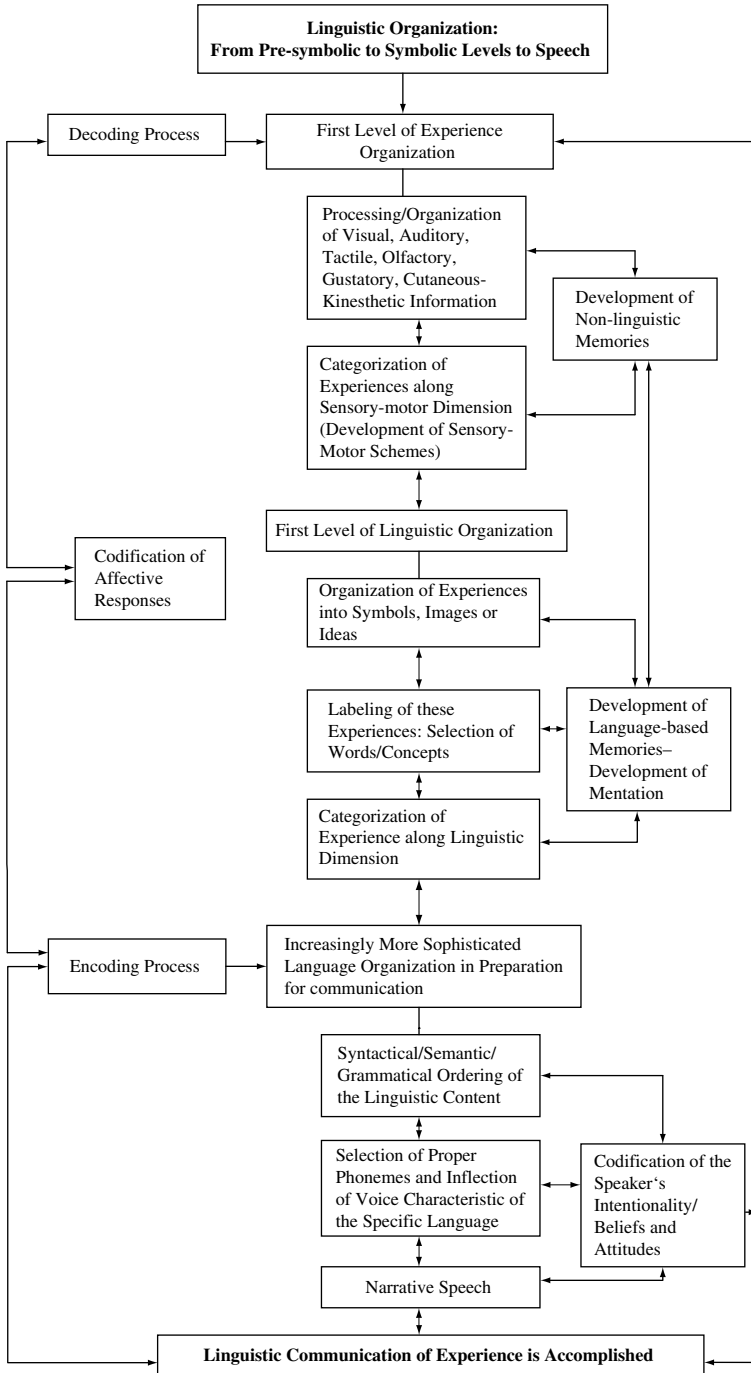 Linguistic Organization:
From Pre-symbolic to Symbolic Levels to Speech
Decoding Process
First Level of Experience
Organization
Processing/Organization
of Visual, Auditory,
Tactile, Olfactory,
Gustatory, Cutaneous-
Kinesthetic Information
Development of
Non-linguistic
Memories
Categorization of
Experiences along
Sensory-motor Dimension
(Development of Sensory-
Motor Schemes)
First Level of Linguistic Organization
Codification of
Affective
Responses
Organization of Experiences
into Symbols, Images or
Ideas
Labeling of these
Experiences: Selection of
Words/Concepts
Development of
Language-based
Memories–
Development of
Mentation
Categorization of
Experience along Linguistic
Dimension
Encoding Process
Increasingly More Sophisticated
Language Organization in Preparation
for communication
Syntactical/Semantic/
Grammatical Ordering of
the Linguistic Content
Selection of Proper
Phonemes and Inflection
of Voice Characteristic of
the Specific Language
Codification of the
Speaker‘s
Intentionality/
Beliefs and
Attitudes
Narrative Speech
Linguistic Communication of Experience is Accomplished